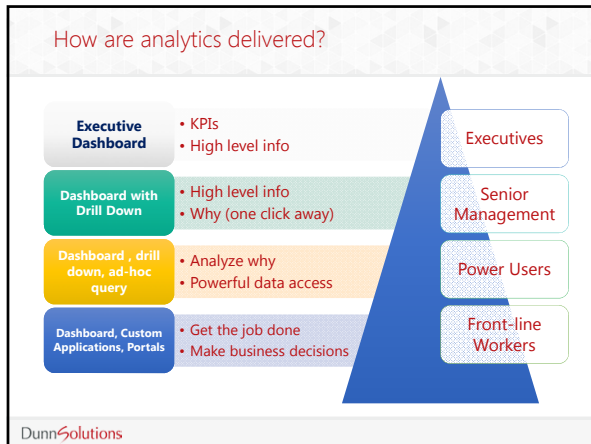 How are analytics delivered?
Executive
Dashboard
• KPIs
• High level info
Executives
Dashboard with
Drill Down
• High level info
• Why (one click away)
Senior
Management
Dashboard , drill
down, ad-hoc
query
• Analyze why
• Powerful data access
Power Users
Dashboard, Custom
Applications, Portals
• Get the job done
• Make business decisions
Front-line
Workers
DunnSolutions